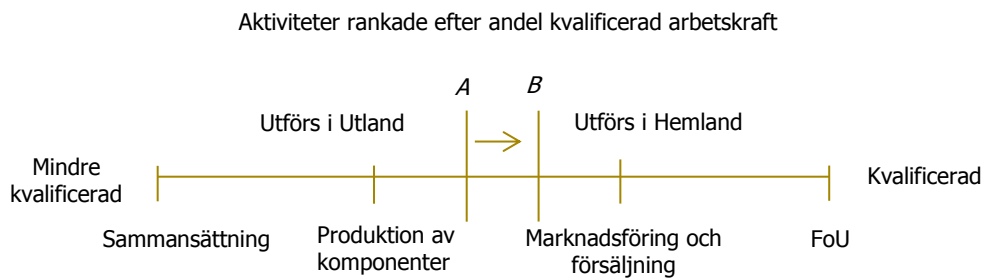 Aktiviteter rankade efter andel kvalificerad arbetskraft
A
B
Utförs i Utland
Utförs i Hemland
Mindre
kvalificerad
Kvalificerad
Sammansättning
Produktion av
komponenter
Marknadsföring och
försäljning
FoU